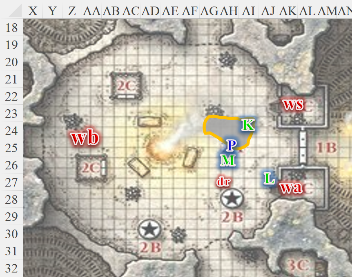 X Y Z AA AB AC AD AE AF AG AH AI AJ AK AL AM AN
18
19
20
21
22 2C
23 ws C
24 K
25 wb P 1B
26 2C M
27 dr L wa C
28
29 2B
30 2B
31
32 3C